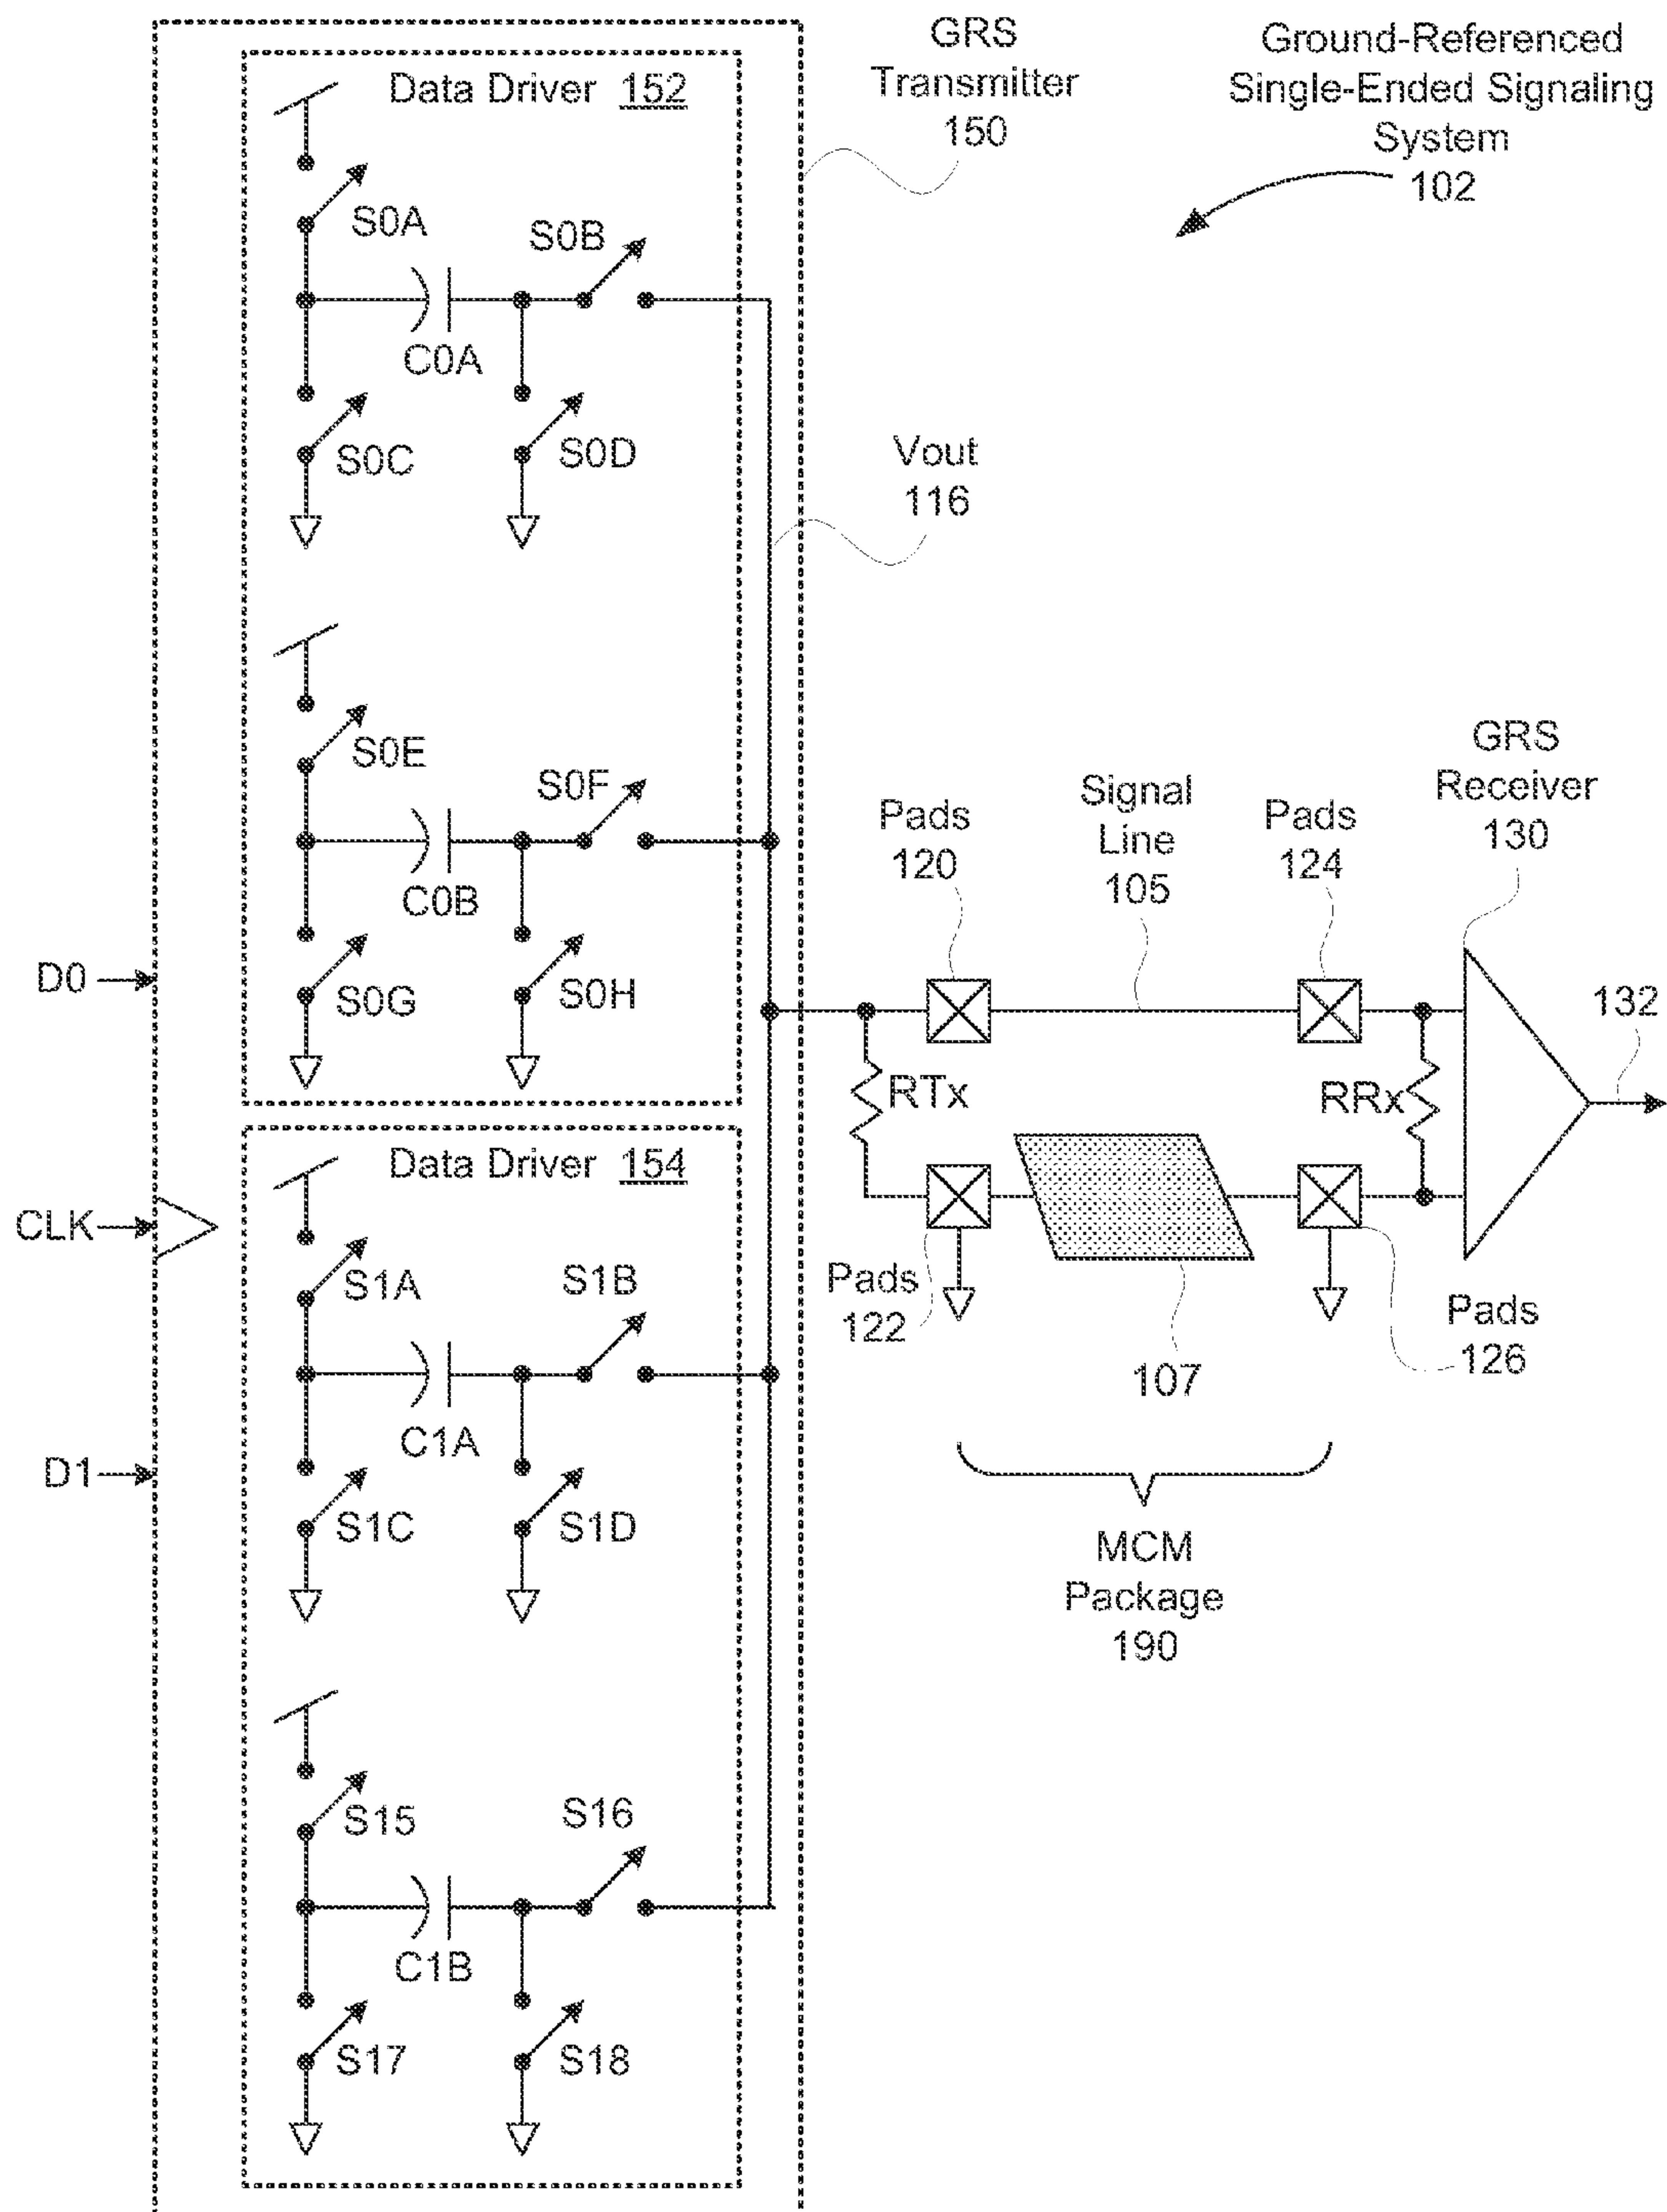 GRS
Transmitter
150
Ground-Referenced
Single-Ended Signaling
System
102
Data Driver 152
S0A
S0B
C0A
S0C
S0D
Vout
116
S0E
S0F
C0B
S0G
S0H
D0
Pads
120
Signal
Line
105
Pads
124
GRS
Receiver
130
132
RTx
RRx
Data Driver 154
CLK
S1A
S1B
C1A
S1C
S1D
D1
Pads
122
107
Pads
126
MCM
Package
190
S15
S16
C1B
S17
S18